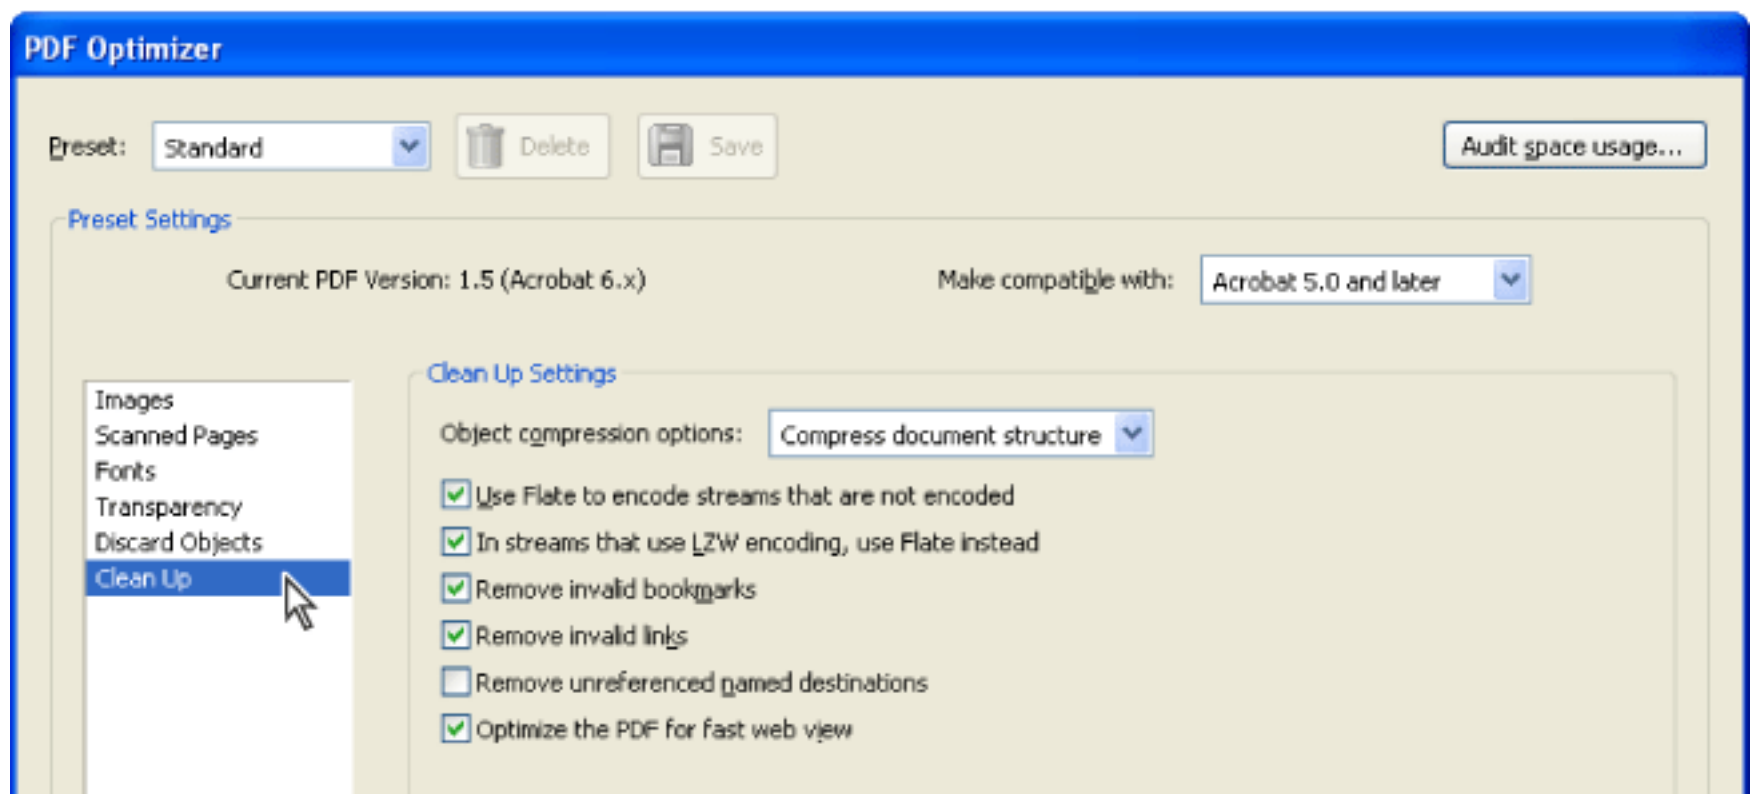 PDF Optimizer
Preset: Standard Delete Save Audit space usage...
Preset Settings
Current PDF Version: 1.5 (Acrobat 6.x) Make compatible with: Acrobat 5.0 and later
Images
Scanned Pages
Fonts
Transparency
Discard Objects
Clean Up
Clean Up Settings
Object compression options: Compress document structure
Use Flate to encode streams that are not encoded
In streams that use LZW encoding, use Flate instead
Remove invalid bookmarks
Remove invalid links
Remove unreferenced named destinations
Optimize the PDF for fast web view